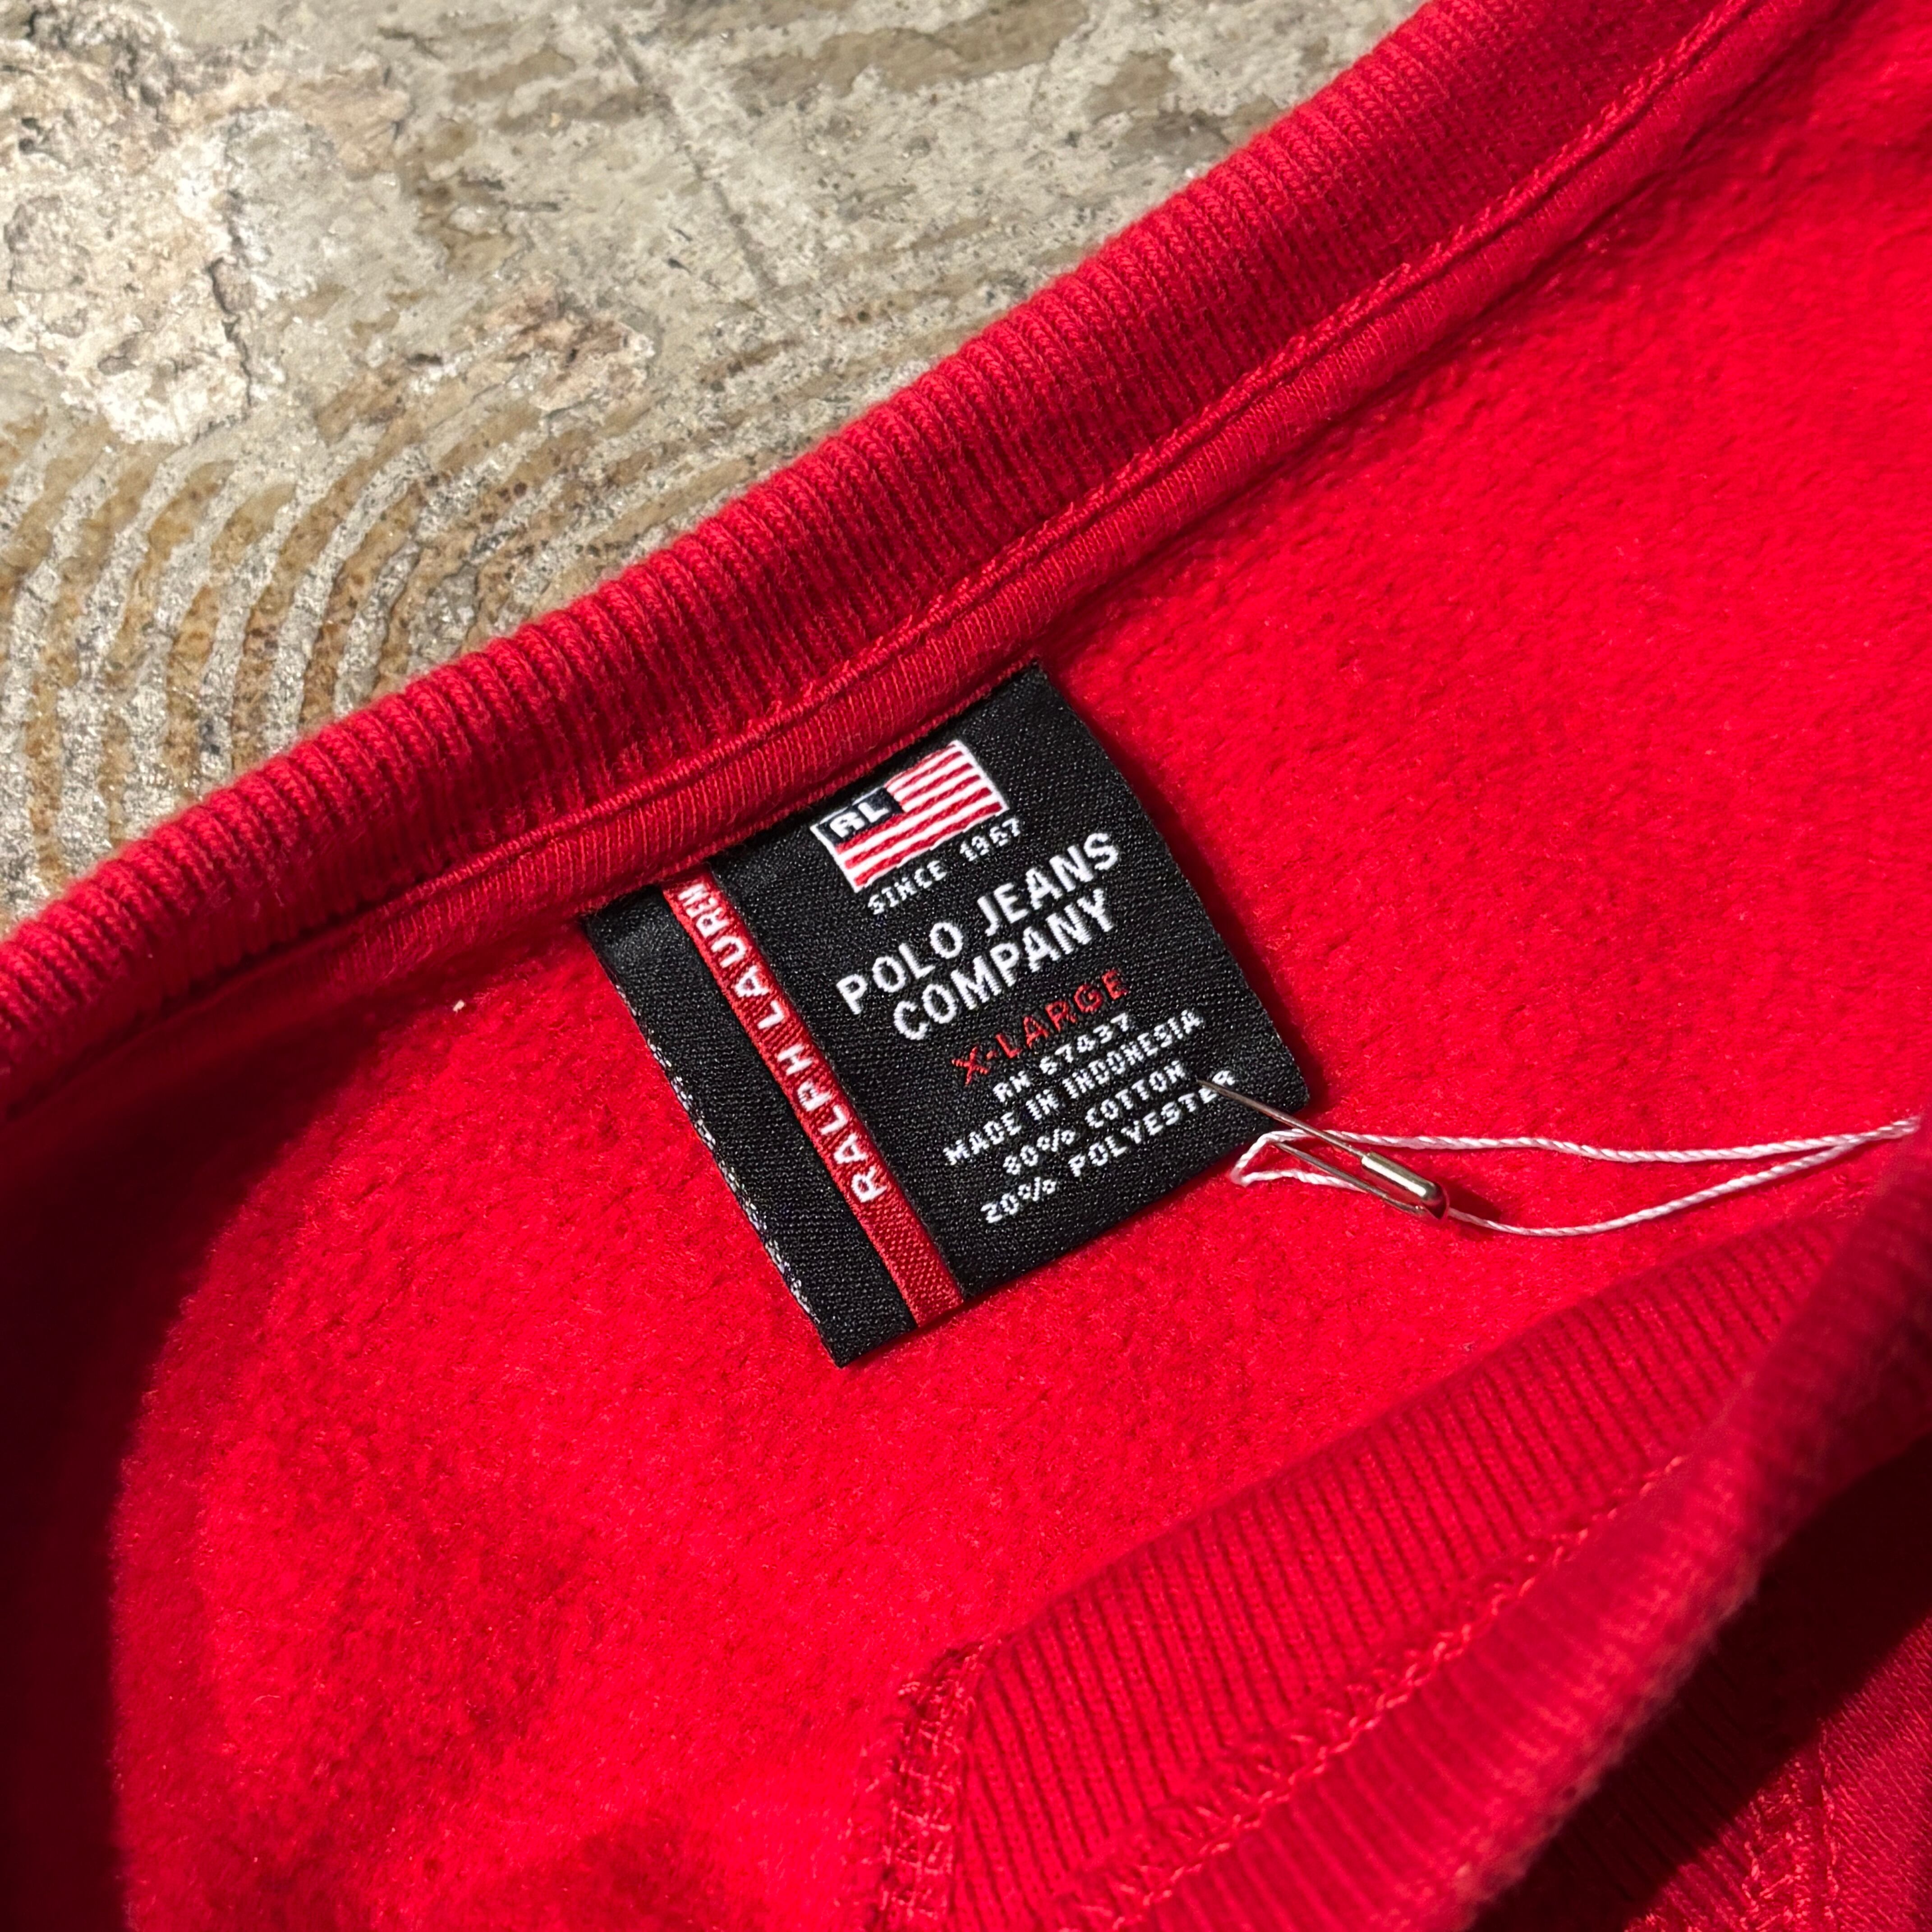 RL
SINCE 1967
POLO JEANS
COMPANY
X-LARGE
RN 67437
MADE IN INDONESIA
80% COTTON
20% POLYESTER
RALPH LAUREN